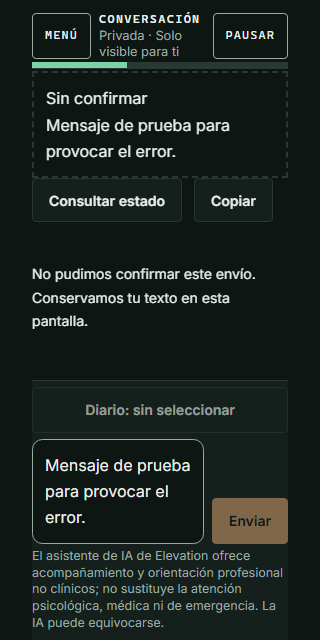 MENÚ
CONVERSACIÓN
Privada · Solo
visible para ti
PAUSAR
Sin confirmar
Mensaje de prueba para
provocar el error.
Consultar estado
Copiar
No pudimos confirmar este envío.
Conservamos tu texto en esta
pantalla.
Diario: sin seleccionar
Mensaje de prueba
para provocar el
error.
Enviar
El asistente de IA de Elevation ofrece
acompañamiento y orientación profesional
no clínicos; no sustituye la atención
psicológica, médica ni de emergencia. La
IA puede equivocarse.